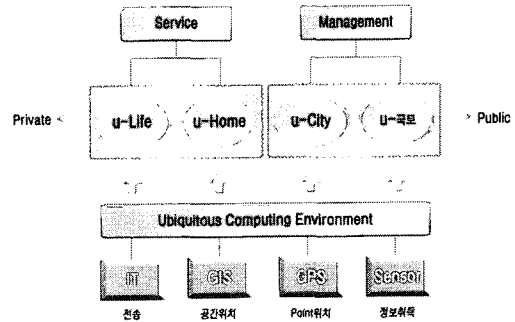 Service Management
Private u-Life u-Home u-City u-국토 Public
Ubiquitous Computing Environment
IT GIS GPS Sensor
전송 공간위치 Point위치 정보취득